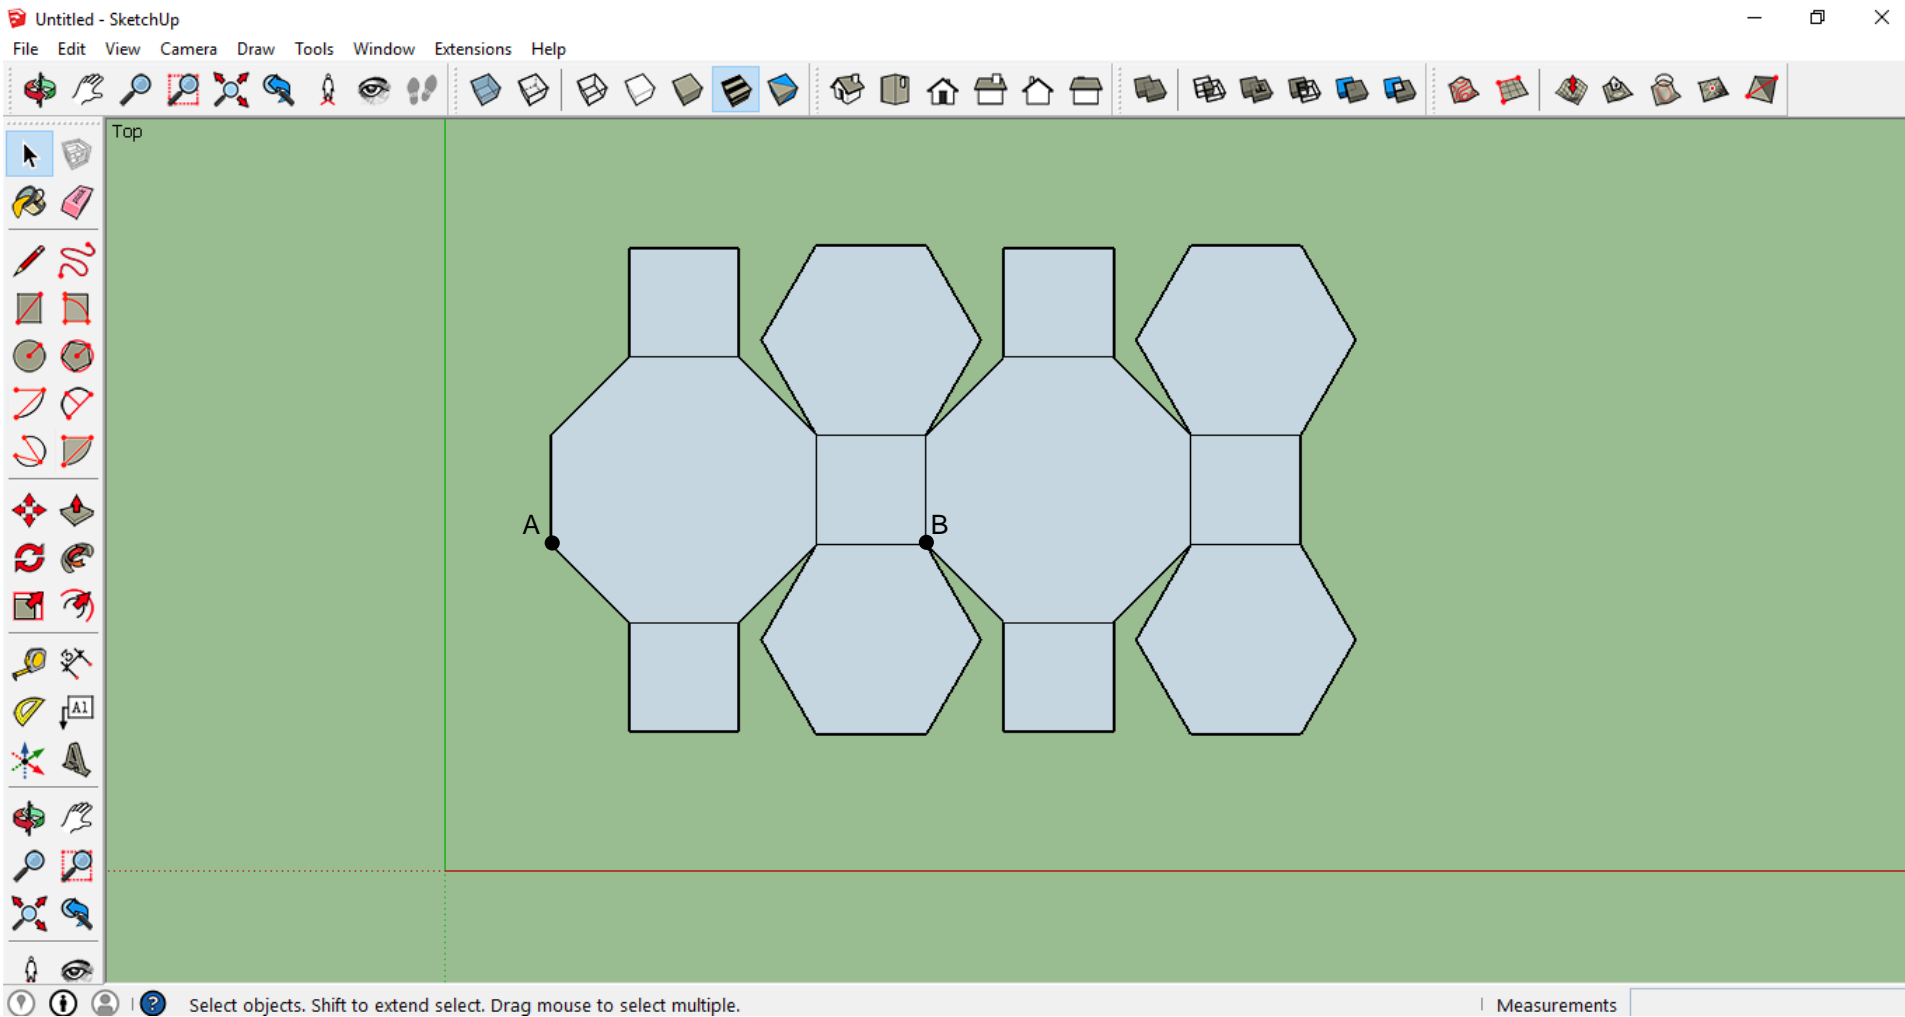 Untitled - SketchUp
File Edit View Camera Draw Tools Window Extensions Help
Top
A
B
A1
Select objects. Shift to extend select. Drag mouse to select multiple.
Measurements